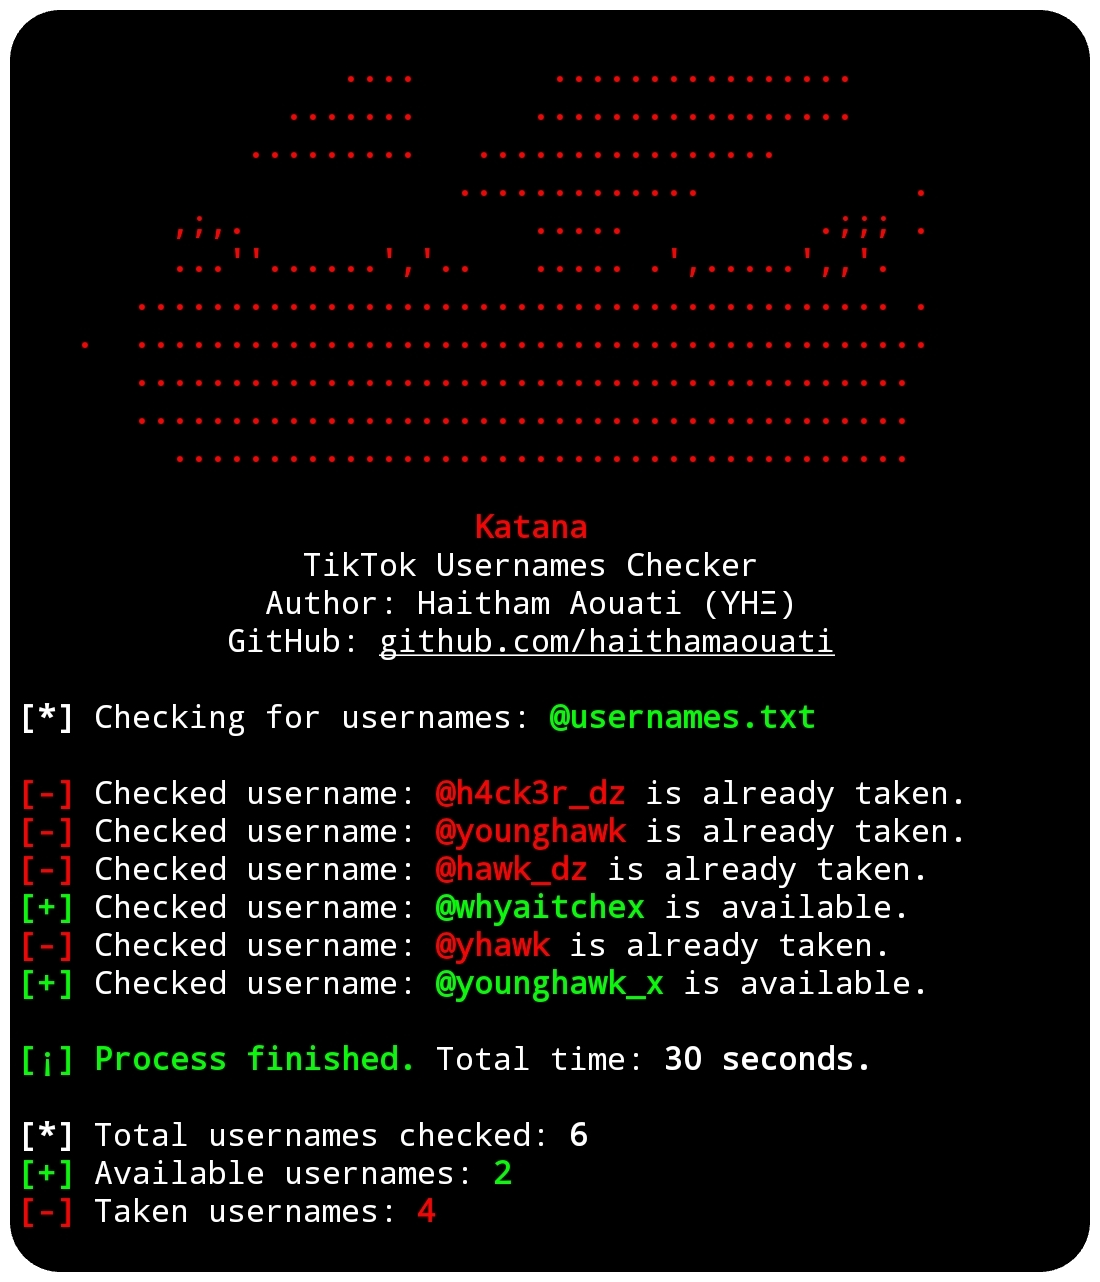 Katana
TikTok Usernames Checker
Author: Haitham Aouati (YHΞ)
GitHub: github.com/haithamaouati
[*] Checking for usernames: @usernames.txt
[-] Checked username: @h4ck3r_dz is already taken.
[-] Checked username: @younghawk is already taken.
[-] Checked username: @hawk_dz is already taken.
[+] Checked username: @whyaitchex is available.
[-] Checked username: @yhawk is already taken.
[+] Checked username: @younghawk_x is available.
[¡] Process finished. Total time: 30 seconds.
[*] Total usernames checked: 6
[+] Available usernames: 2
[-] Taken usernames: 4